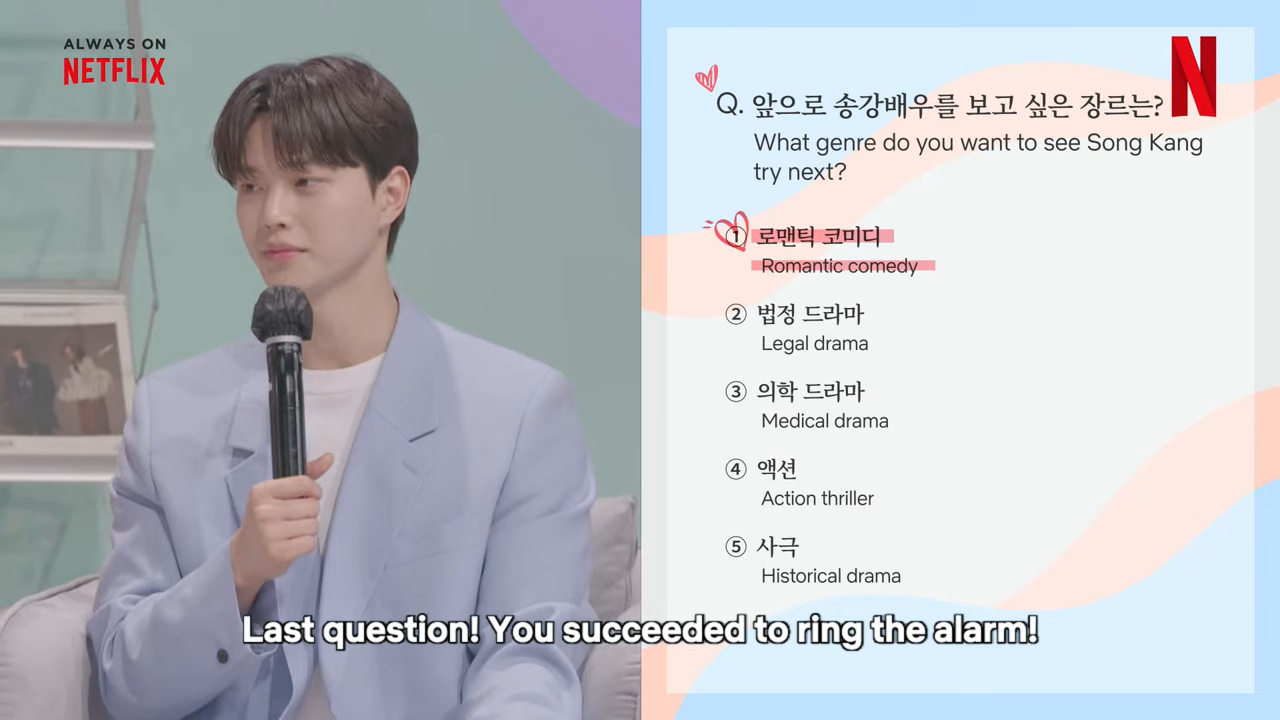 ALWAYS ON
NETFLIX
N
Q. 앞으로 송강배우를 보고 싶은 장르는?
What genre do you want to see Song Kang
try next?
① 로맨틱 코미디
Romantic comedy
② 법정 드라마
Legal drama
③ 의학 드라마
Medical drama
④ 액션
Action thriller
⑤ 사극
Historical drama
Last question! You succeeded to ring the alarm!